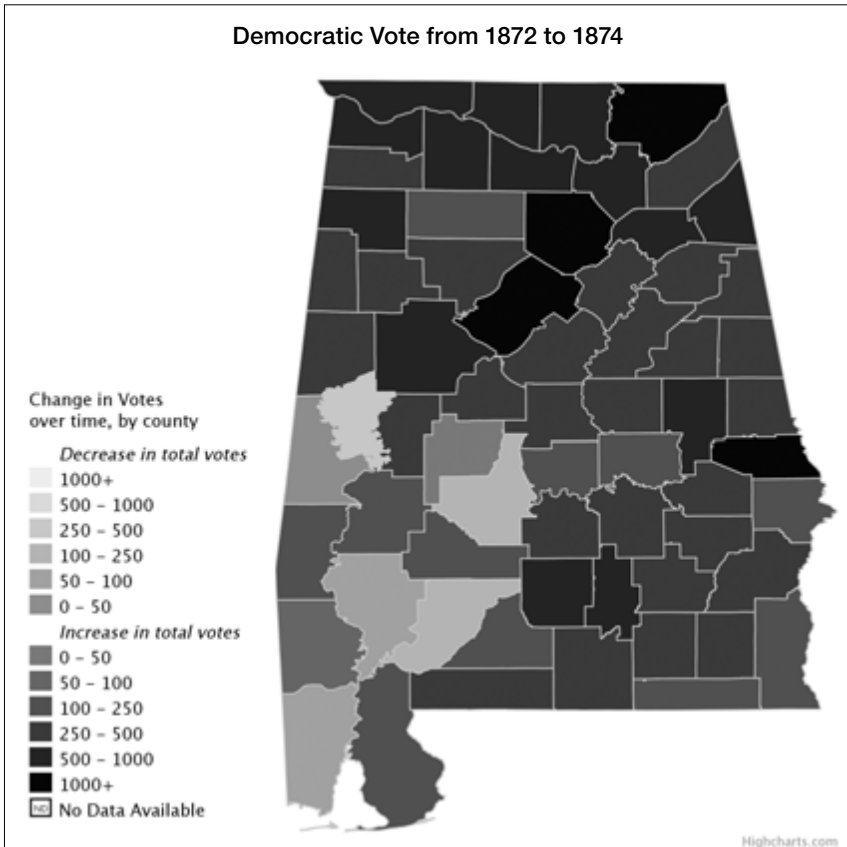 Democratic Vote from 1872 to 1874
Change in Votes
over time, by county
Decrease in total votes
1000+
500 – 1000
250 – 500
100 – 250
50 – 100
0 – 50
Increase in total votes
0 – 50
50 – 100
100 – 250
250 – 500
500 – 1000
1000+
ND No Data Available
Highcharts.com